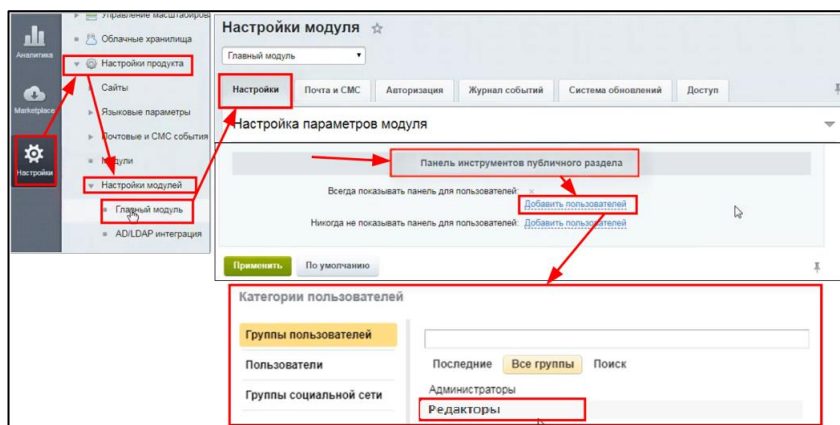 Управление масштабиров
Аналитика
Облачные хранилища
Настройки продукта
Сайты
Marketplace
Языковые параметры
Почтовые и СМС события
Модули
Настройки
Настройки модулей
Главный модуль
AD/LDAP интеграция
Настройки модуля
Главный модуль
Настройки Почта и СМС Авторизация Журнал событий Система обновлений Доступ
Настройка параметров модуля
Панель инструментов публичного раздела
Всегда показывать панель для пользователей: ×
Добавить пользователей
Никогда не показывать панель для пользователей: Добавить пользователей
Применить По умолчанию
Категории пользователей
Группы пользователей
Пользователи
Группы социальной сети
Последние Все группы Поиск
Администраторы
Редакторы